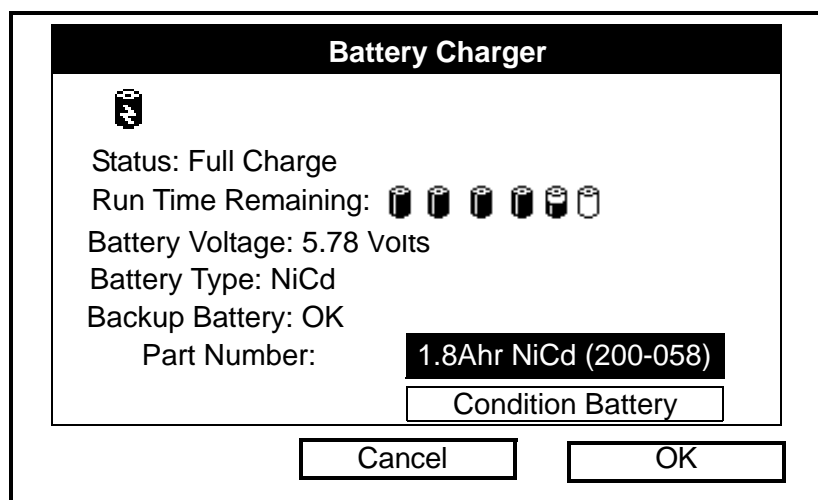 Battery Charger
Status: Full Charge
Run Time Remaining:
Battery Voltage: 5.78 Volts
Battery Type: NiCd
Backup Battery: OK
Part Number: 1.8Ahr NiCd (200-058)
Condition Battery
Cancel OK